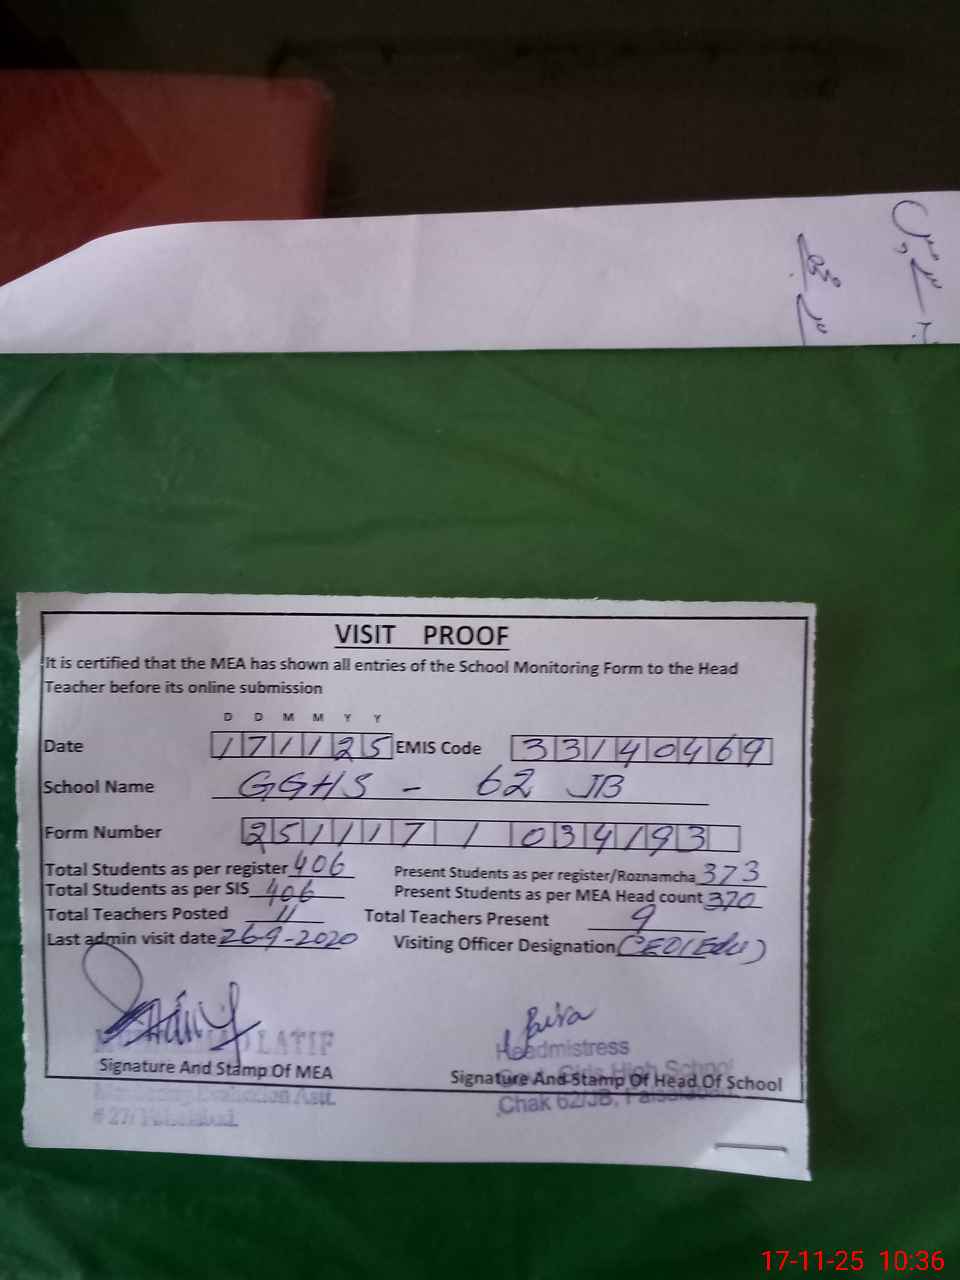 VISIT PROOF
It is certified that the MEA has shown all entries of the School Monitoring Form to the Head
Teacher before its online submission
D D M M Y Y
Date 171125 EMIS Code 33140469
School Name GGHS - 62 JB
Form Number 251117 / 034193
Total Students as per register 406 Present Students as per register/Roznamcha 373
Total Students as per SIS 406 Present Students as per MEA Head count 370
Total Teachers Posted 11 Total Teachers Present 9
Last admin visit date 26-9-2020 Visiting Officer Designation CEO(Edu)
LATIF Headmistress
Signature And Stamp Of MEA Signature And Stamp Of Head Of School
Girls High School
Chak 62/JB,
17-11-25 10:36